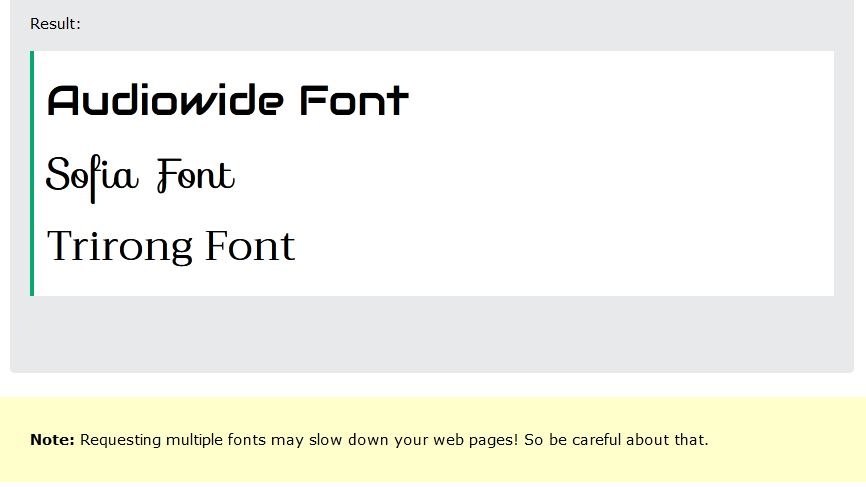 Result:
Audiowide Font
Sofia Font
Trirong Font
Note: Requesting multiple fonts may slow down your web pages! So be careful about that.